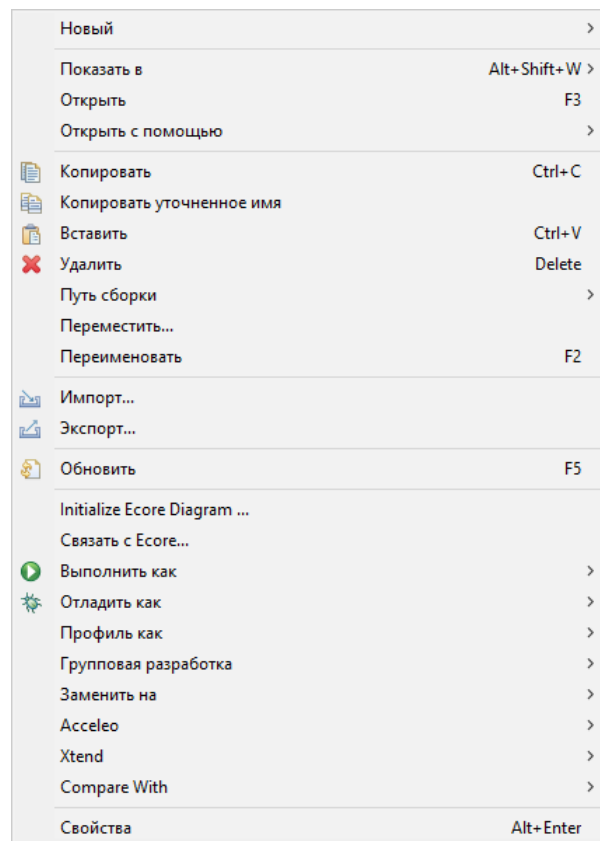 Новый
Показать в Alt+Shift+W >
Открыть F3
Открыть с помощью
Копировать Ctrl+C
Копировать уточненное имя
Вставить Ctrl+V
Удалить Delete
Путь сборки
Переместить...
Переименовать F2
Импорт...
Экспорт...
Обновить F5
Initialize Ecore Diagram ...
Связать с Ecore...
Выполнить как
Отладить как
Профиль как
Групповая разработка
Заменить на
Acceleo
Xtend
Compare With
Свойства Alt+Enter